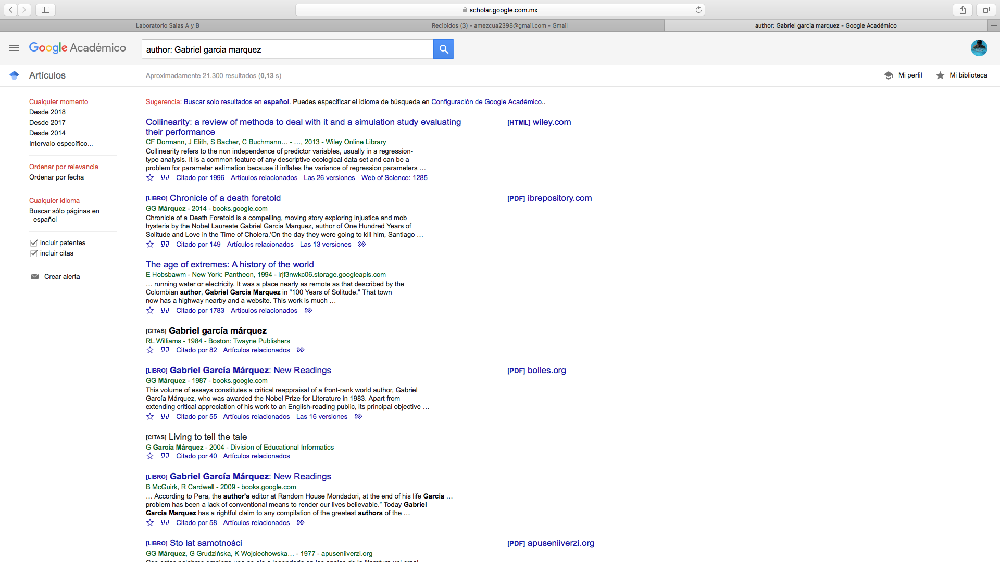 scholar.google.com.mx
Laboratorio Salas A y B
Recibidos (3) - amezcua2398@gmail.com - Gmail
author: Gabriel garcia marquez - Google Académico
Google Académico
author: Gabriel garcia marquez
Artículos
Aproximadamente 21.300 resultados (0,13 s)
Mi perfil
Mi biblioteca
Cualquier momento
Desde 2018
Desde 2017
Desde 2014
Intervalo específico...
Ordenar por relevancia
Ordenar por fecha
Cualquier idioma
Buscar sólo páginas en
español
incluir patentes
incluir citas
Crear alerta
Sugerencia: Buscar solo resultados en español. Puedes especificar el idioma de búsqueda en Configuración de Google Académico..
Collinearity: a review of methods to deal with it and a simulation study evaluating
their performance
[HTML] wiley.com
CF Dormann, J Elith, S Bacher, C Buchmann… - …, 2013 - Wiley Online Library
Collinearity refers to the non independence of predictor variables, usually in a regression-
type analysis. It is a common feature of any descriptive ecological data set and can be a
problem for parameter estimation because it inflates the variance of regression parameters …
Citado por 1996 Artículos relacionados Las 26 versiones Web of Science: 1285
[LIBRO] Chronicle of a death foretold
[PDF] ibrepository.com
GG Márquez - 2014 - books.google.com
Chronicle of a Death Foretold is a compelling, moving story exploring injustice and mob
hysteria by the Nobel Laureate Gabriel Garcia Marquez, author of One Hundred Years of
Solitude and Love in the Time of Cholera.'On the day they were going to kill him, Santiago …
Citado por 149 Artículos relacionados Las 13 versiones
The age of extremes: A history of the world
E Hobsbawm - New York: Pantheon, 1994 - lrjf3nwkc06.storage.googleapis.com
… running water or electricity. It was a place nearly as remote as that described by the
Colombian author, Gabriel Garcia Marquez in "100 Years of Solitude." That town
now has a highway nearby and a website. This work is much …
Citado por 1783 Artículos relacionados
[CITAS] Gabriel garcía márquez
RL Williams - 1984 - Boston: Twayne Publishers
Citado por 82 Artículos relacionados
[LIBRO] Gabriel García Márquez: New Readings
[PDF] bolles.org
GG Márquez - 1987 - books.google.com
This volume of essays constitutes a critical reappraisal of a front-rank world author, Gabriel
García Márquez, who was awarded the Nobel Prize for Literature in 1983. Apart from
extending critical appreciation of his work to an English-reading public, its principal objective …
Citado por 55 Artículos relacionados Las 16 versiones
[CITAS] Living to tell the tale
G García Márquez - 2004 - Division of Educational Informatics
Citado por 40 Artículos relacionados
[LIBRO] Gabriel García Márquez: New Readings
B McGuirk, R Cardwell - 2009 - books.google.com
… According to Pera, the author's editor at Random House Mondadori, at the end of his life Garcia …
problem has been a lack of conventional means to render our lives believable.” Today Gabriel
Garcia Marquez has a rightful claim to any compilation of the greatest authors of the …
Citado por 58 Artículos relacionados
[LIBRO] Sto lat samotności
[PDF] apuseniiverzi.org
GG Márquez, G Grudzińska, K Wojciechowska… - 1977 - apuseniiverzi.org